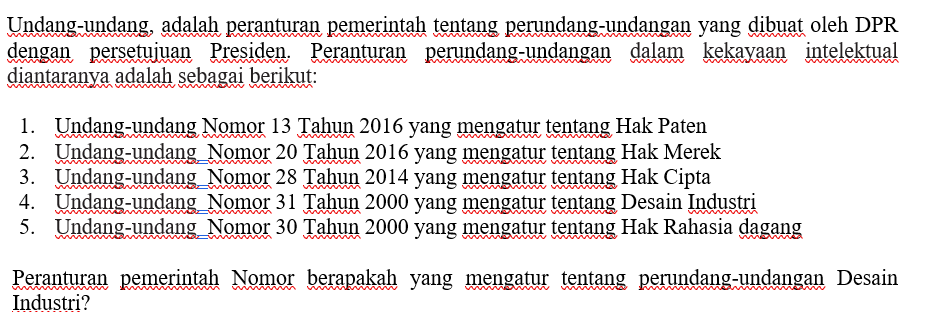 Undang-undang, adalah peranturan pemerintah tentang perundang-undangan yang dibuat oleh DPR
dengan persetujuan Presiden. Peranturan perundang-undangan dalam kekayaan intelektual
diantaranya adalah sebagai berikut:
1. Undang-undang Nomor 13 Tahun 2016 yang mengatur tentang Hak Paten
2. Undang-undang Nomor 20 Tahun 2016 yang mengatur tentang Hak Merek
3. Undang-undang Nomor 28 Tahun 2014 yang mengatur tentang Hak Cipta
4. Undang-undang Nomor 31 Tahun 2000 yang mengatur tentang Desain Industri
5. Undang-undang Nomor 30 Tahun 2000 yang mengatur tentang Hak Rahasia dagang
Peranturan pemerintah Nomor berapakah yang mengatur tentang perundang-undangan Desain
Industri?